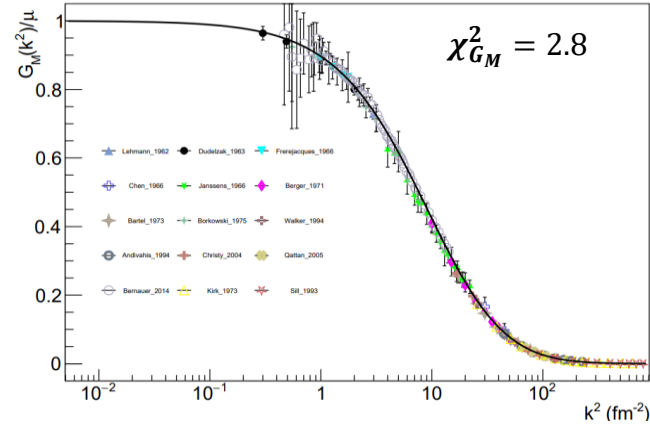 G_M(k²)/μ
χ²_{G_M} = 2.8
1
0.8
0.6
0.4
0.2
0
Lehmann_1962 Dudelzak_1963 Frerejacques_1966
Chen_1966 Janssens_1966 Berger_1971
Bartel_1973 Borkowski_1975 Walker_1994
Andivahis_1994 Christy_2004 Qattan_2005
Bernauer_2014 Kirk_1973 Sill_1993
10⁻² 10⁻¹ 1 10 10²
k² (fm⁻²)